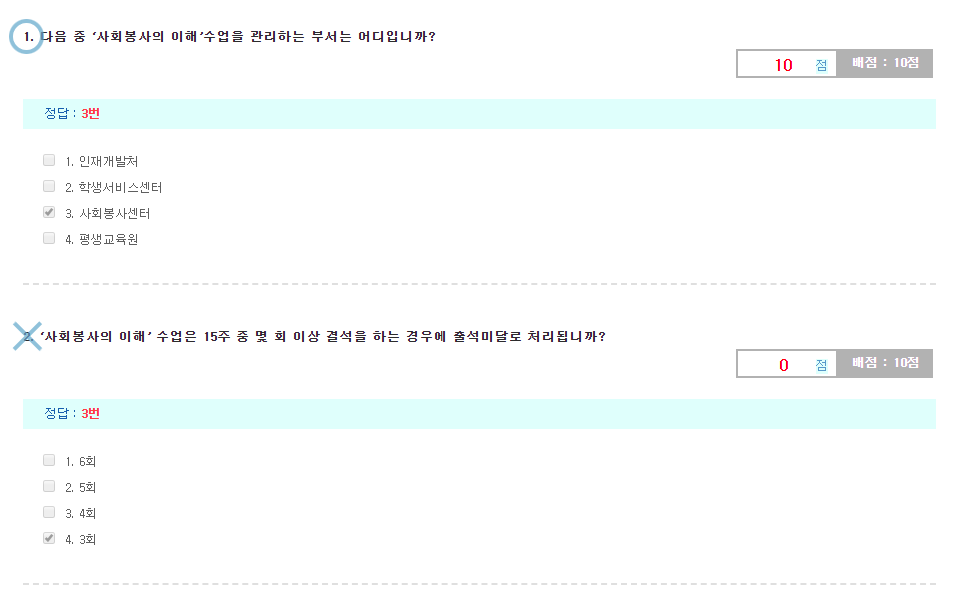 1. 다음 중 ‘사회봉사의 이해’수업을 관리하는 부서는 어디입니까?
10 점 배점 : 10점
정답 : 3번
1. 인재개발처
2. 학생서비스센터
3. 사회봉사센터
4. 평생교육원
2. ‘사회봉사의 이해’ 수업은 15주 중 몇 회 이상 결석을 하는 경우에 출석미달로 처리됩니까?
0 점 배점 : 10점
정답 : 3번
1. 6회
2. 5회
3. 4회
4. 3회